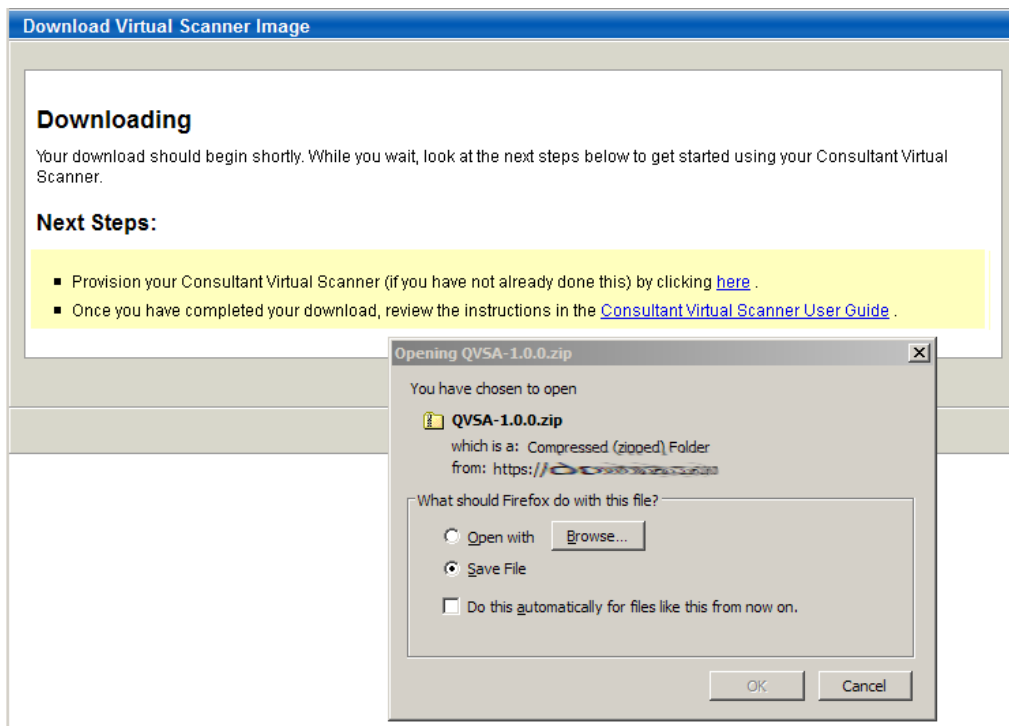 Download Virtual Scanner Image
Downloading
Your download should begin shortly. While you wait, look at the next steps below to get started using your Consultant Virtual
Scanner.
Next Steps:
Provision your Consultant Virtual Scanner (if you have not already done this) by clicking here .
Once you have completed your download, review the instructions in the Consultant Virtual Scanner User Guide .
Opening QVSA-1.0.0.zip
You have chosen to open
QVSA-1.0.0.zip
which is a: Compressed (zipped) Folder
from: https://
What should Firefox do with this file?
Open with Browse...
Save File
Do this automatically for files like this from now on.
OK Cancel